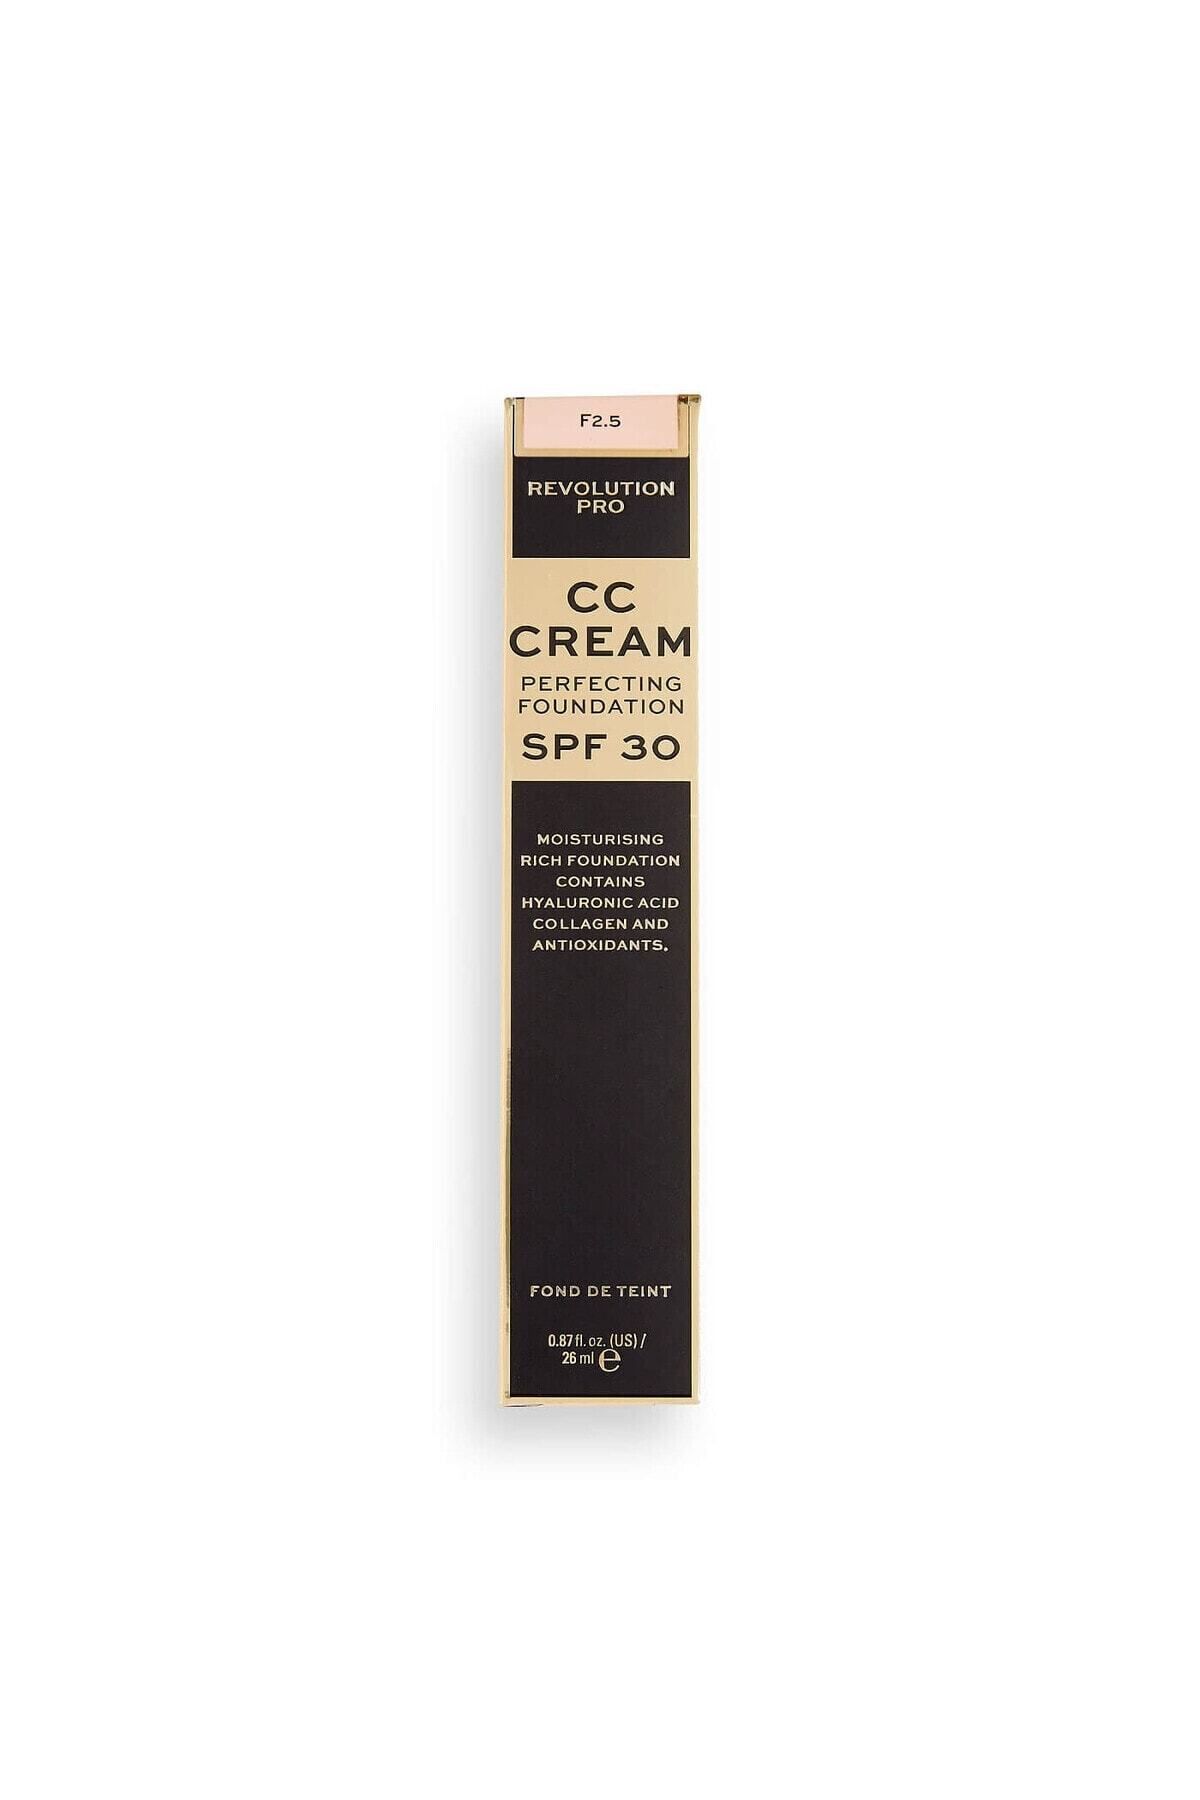 F2.5
REVOLUTION
PRO
CC
CREAM
PERFECTING
FOUNDATION
SPF 30
MOISTURISING
RICH FOUNDATION
CONTAINS
HYALURONIC ACID
COLLAGEN AND
ANTIOXIDANTS.
FOND DE TEINT
0.87 fl. oz. (US) /
26 ml ℮